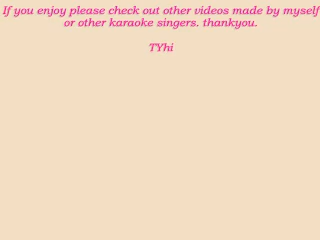 If you enjoy please check out other videos made by myself
or other karaoke singers. thankyou.
TYhi